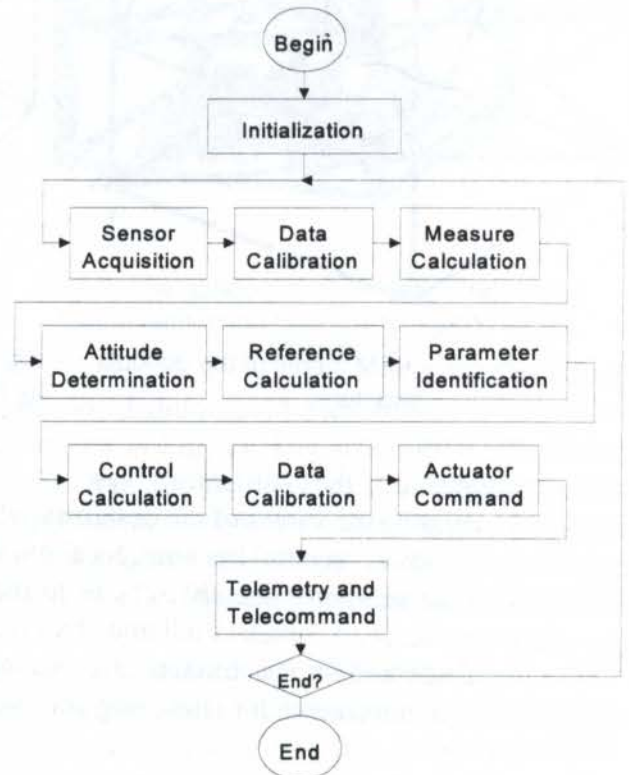 Begin
Initialization
Sensor
Acquisition
Data
Calibration
Measure
Calculation
Attitude
Determination
Reference
Calculation
Parameter
Identification
Control
Calculation
Data
Calibration
Actuator
Command
Telemetry and
Telecommand
End?
End